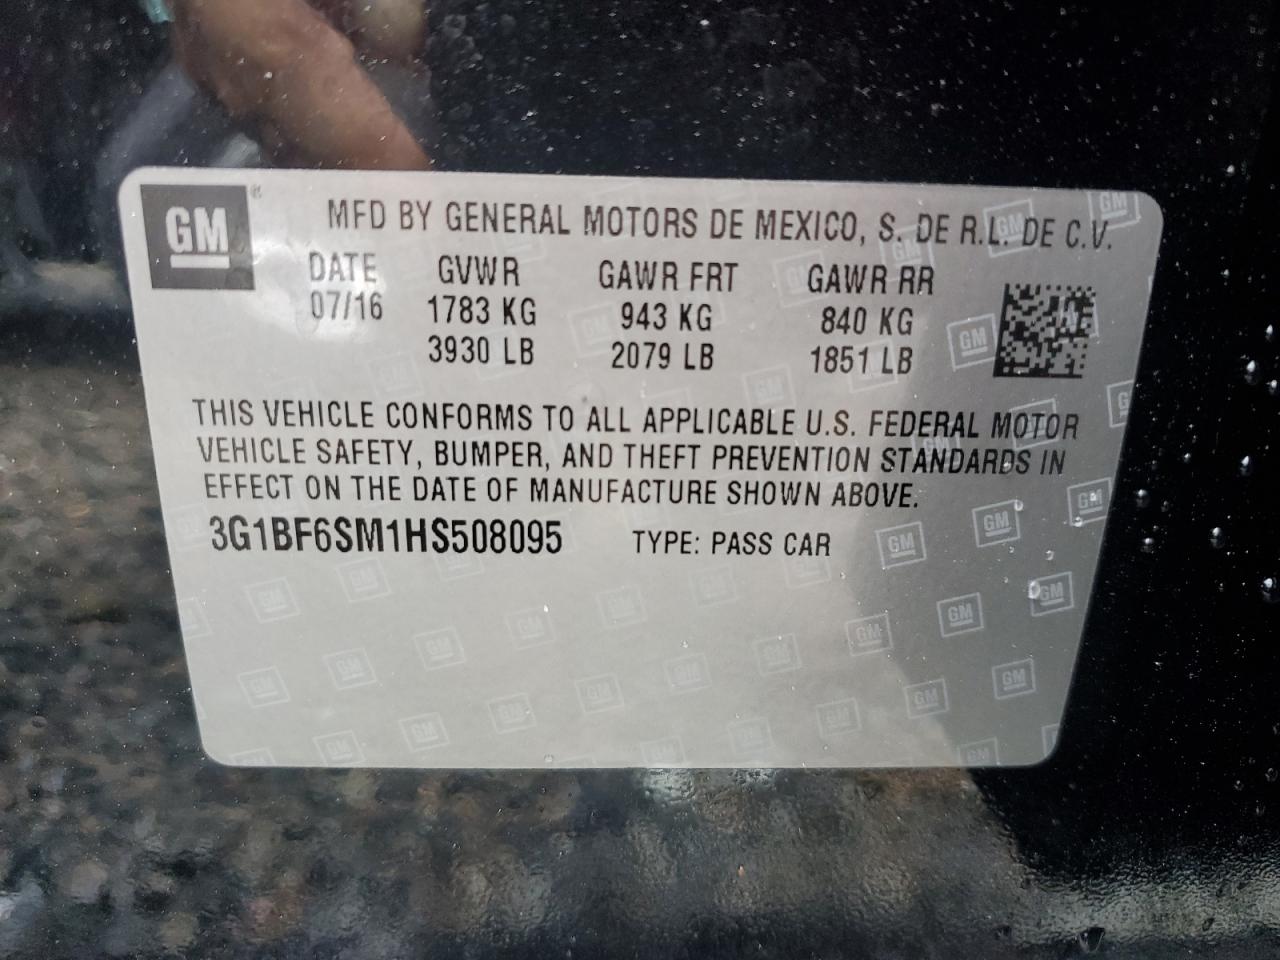 GM ® MFD BY GENERAL MOTORS DE MEXICO, S. DE R.L. DE C.V.
DATE GVWR GAWR FRT GAWR RR
07/16 1783 KG 943 KG 840 KG
3930 LB 2079 LB 1851 LB
THIS VEHICLE CONFORMS TO ALL APPLICABLE U.S. FEDERAL MOTOR
VEHICLE SAFETY, BUMPER, AND THEFT PREVENTION STANDARDS IN
EFFECT ON THE DATE OF MANUFACTURE SHOWN ABOVE.
3G1BF6SM1HS508095 TYPE: PASS CAR